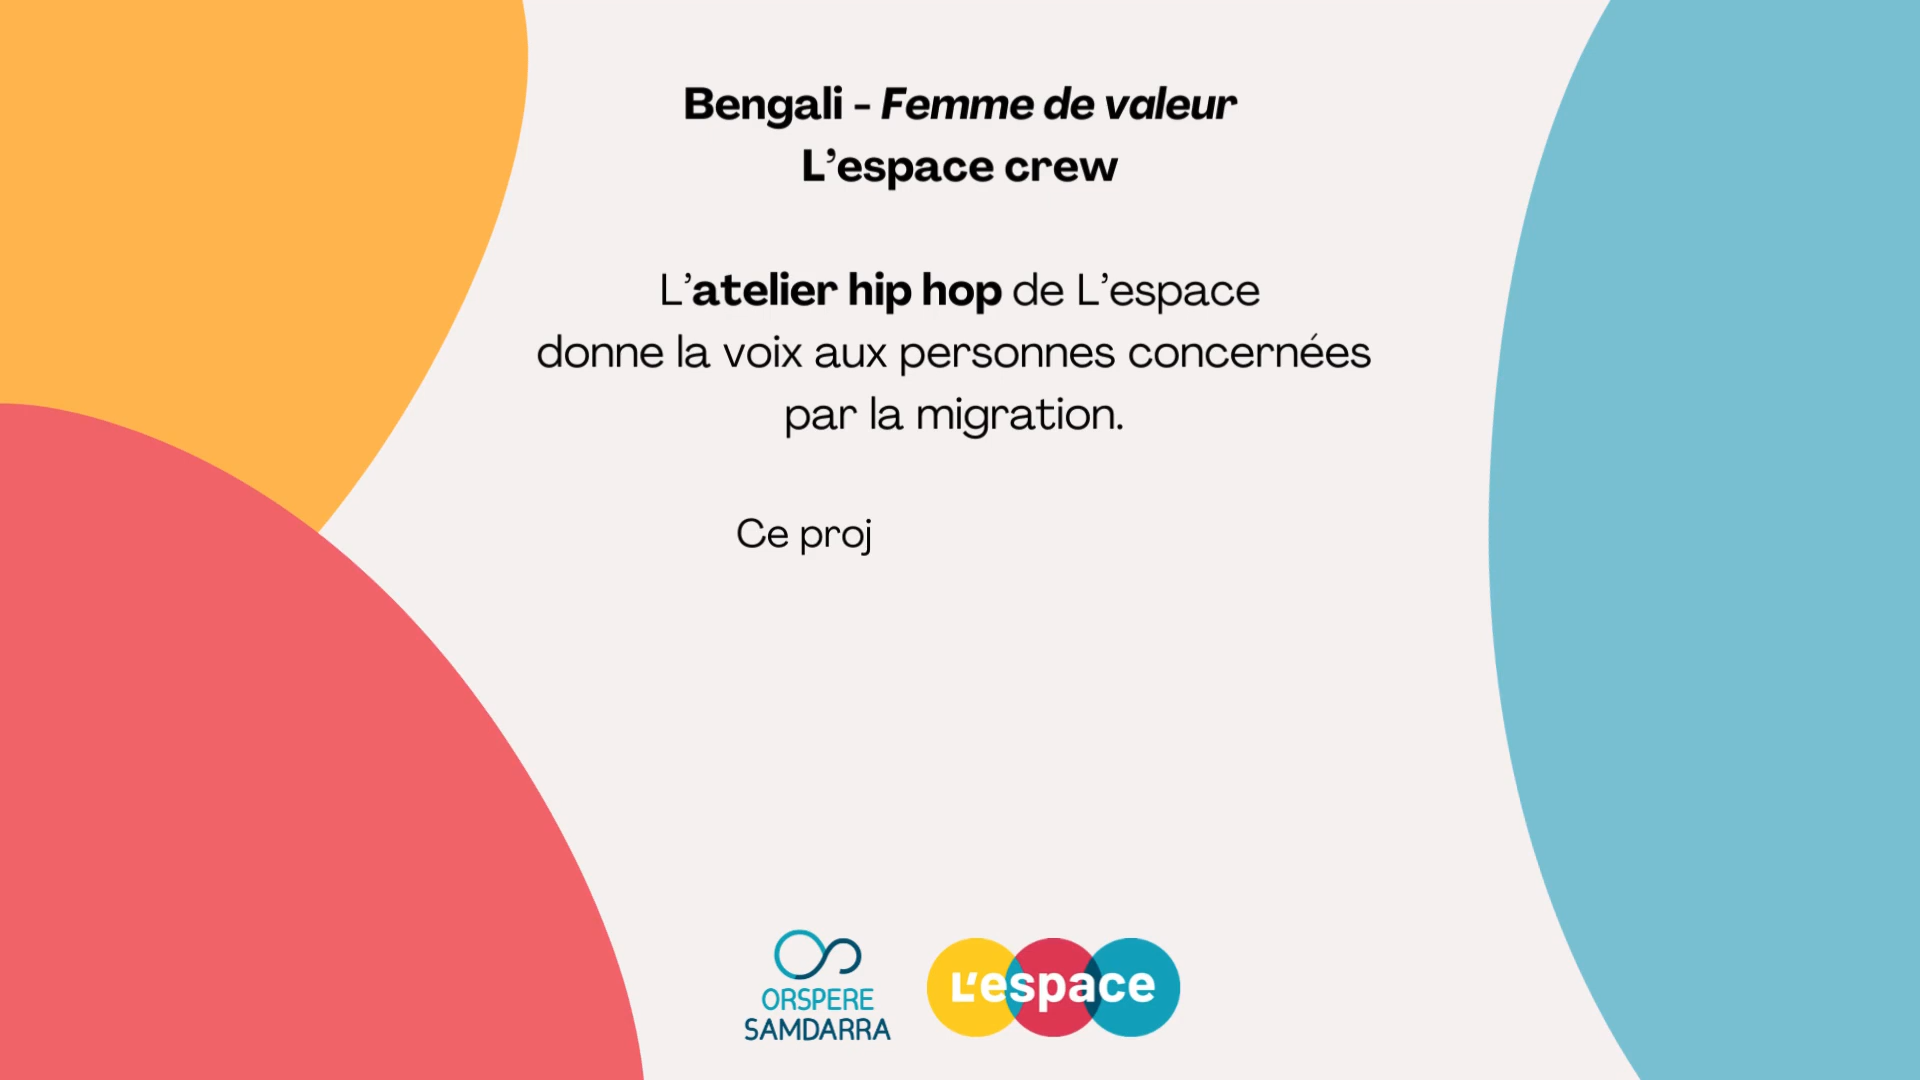 Bengali - Femme de valeur
L’espace crew
L’atelier hip hop de L’espace
donne la voix aux personnes concernées
par la migration.
Ce proj
ORSPERE
SAMDARRA
L’espace